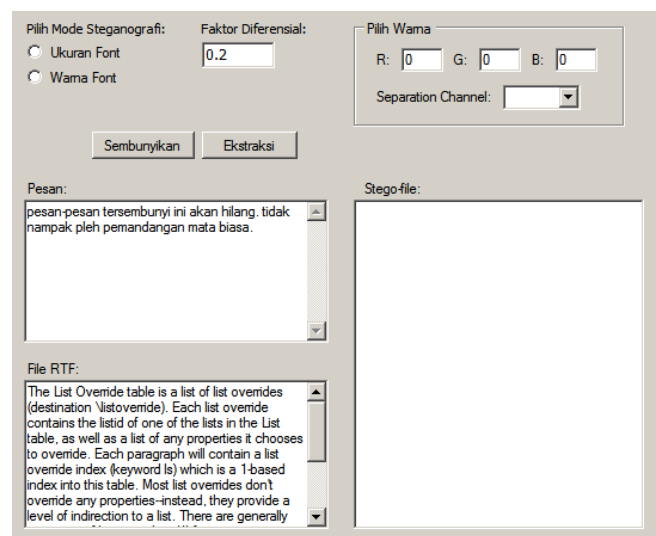 Pilih Mode Steganografi:
Faktor Diferensial:
Ukuran Font
0.2
Warna Font
Pilih Warna
R: 0 G: 0 B: 0
Separation Channel:
Sembunyikan
Ekstraksi
Pesan:
pesan-pesan tersembunyi ini akan hilang. tidak
nampak pleh pemandangan mata biasa.
Stego-file:
File RTF:
The List Override table is a list of list overrides
(destination \listoverride). Each list override
contains the listid of one of the lists in the List
table, as well as a list of any properties it chooses
to override. Each paragraph will contain a list
override index (keyword ls) which is a 1-based
index into this table. Most list overrides don't
override any properties--instead, they provide a
level of indirection to a list. There are generally